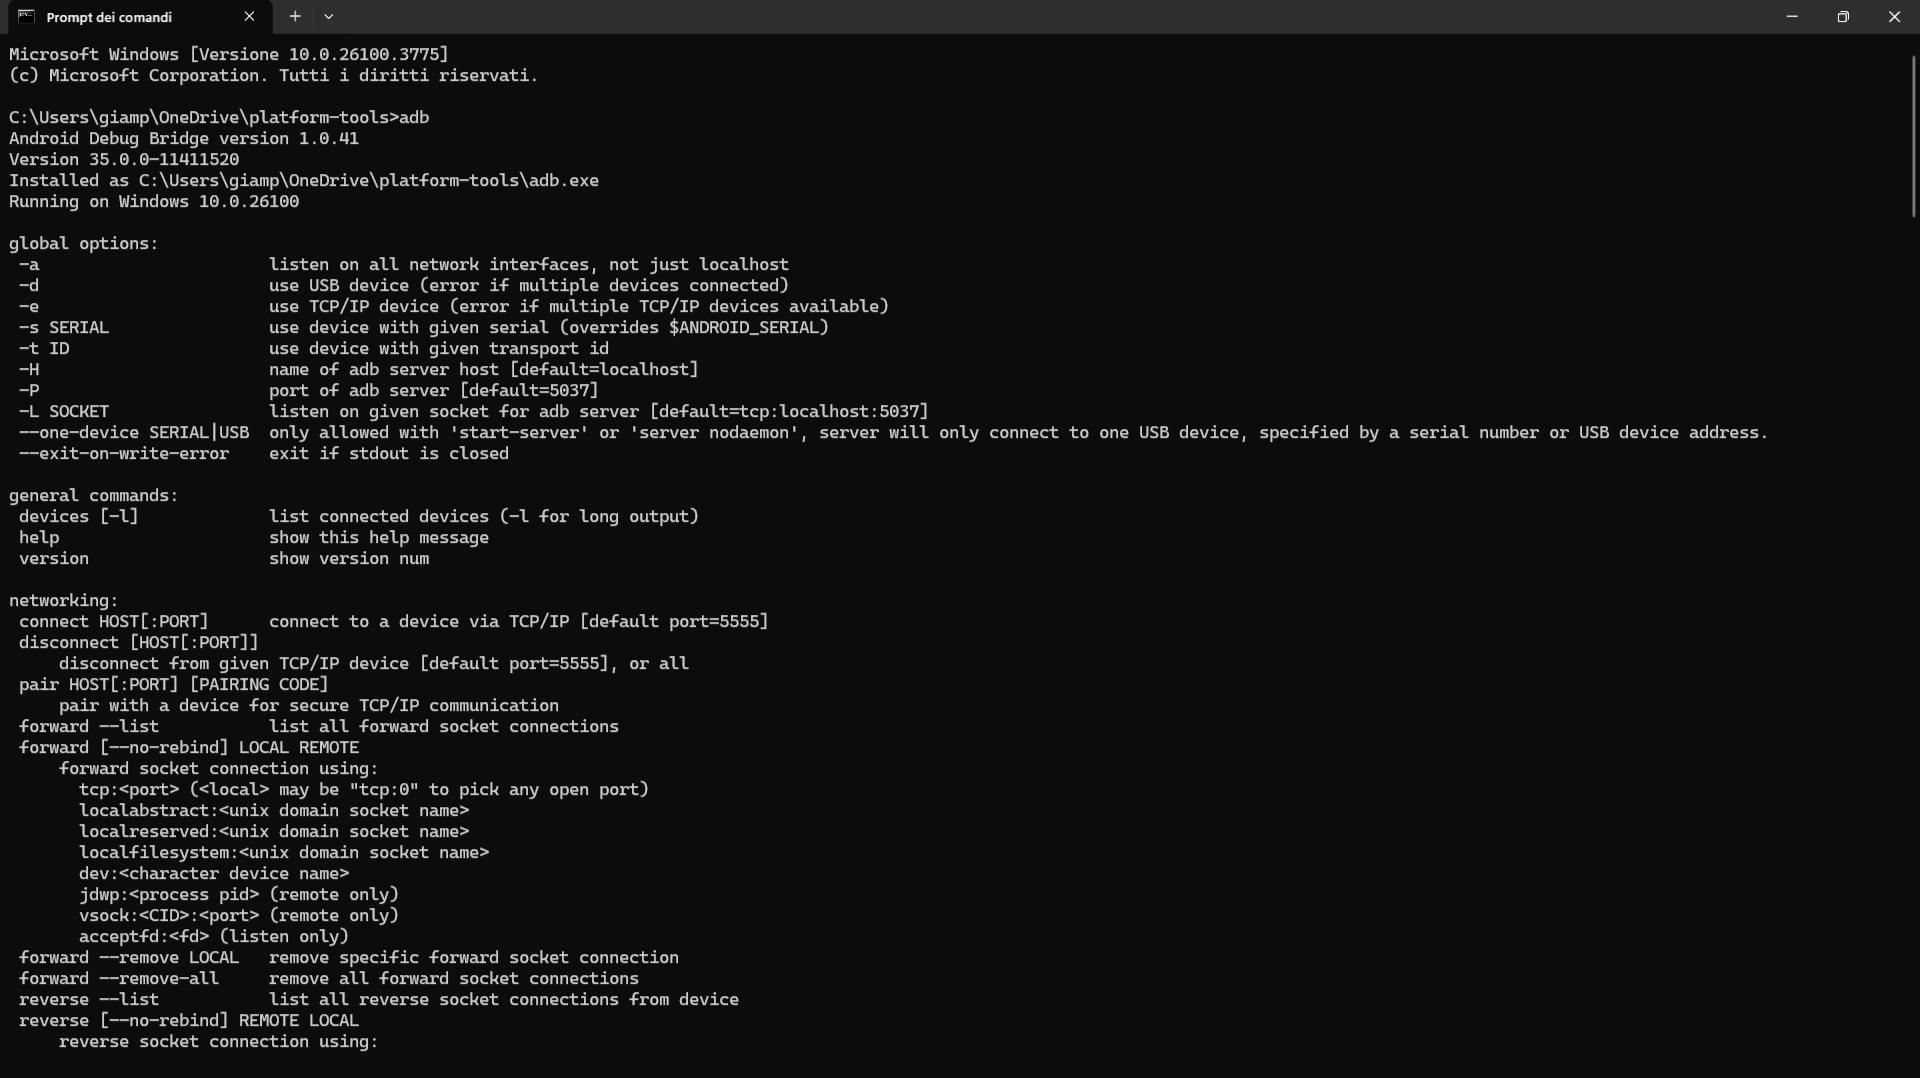 Prompt dei comandi
Microsoft Windows [Versione 10.0.26100.3775]
(c) Microsoft Corporation. Tutti i diritti riservati.
C:\Users\giamp\OneDrive\platform-tools>adb
Android Debug Bridge version 1.0.41
Version 35.0.0-11411520
Installed as C:\Users\giamp\OneDrive\platform-tools\adb.exe
Running on Windows 10.0.26100
global options:
-a listen on all network interfaces, not just localhost
-d use USB device (error if multiple devices connected)
-e use TCP/IP device (error if multiple TCP/IP devices available)
-s SERIAL use device with given serial (overrides $ANDROID_SERIAL)
-t ID use device with given transport id
-H name of adb server host [default=localhost]
-P port of adb server [default=5037]
-L SOCKET listen on given socket for adb server [default=tcp:localhost:5037]
--one-device SERIAL|USB only allowed with 'start-server' or 'server nodaemon', server will only connect to one USB device, specified by a serial number or USB device address.
--exit-on-write-error exit if stdout is closed
general commands:
devices [-l] list connected devices (-l for long output)
help show this help message
version show version num
networking:
connect HOST[:PORT] connect to a device via TCP/IP [default port=5555]
disconnect [HOST[:PORT]]
disconnect from given TCP/IP device [default port=5555], or all
pair HOST[:PORT] [PAIRING CODE]
pair with a device for secure TCP/IP communication
forward --list list all forward socket connections
forward [--no-rebind] LOCAL REMOTE
forward socket connection using:
tcp:<port> (<local> may be "tcp:0" to pick any open port)
localabstract:<unix domain socket name>
localreserved:<unix domain socket name>
localfilesystem:<unix domain socket name>
dev:<character device name>
jdwp:<process pid> (remote only)
vsock:<CID>:<port> (remote only)
acceptfd:<fd> (listen only)
forward --remove LOCAL remove specific forward socket connection
forward --remove-all remove all forward socket connections
reverse --list list all reverse socket connections from device
reverse [--no-rebind] REMOTE LOCAL
reverse socket connection using: